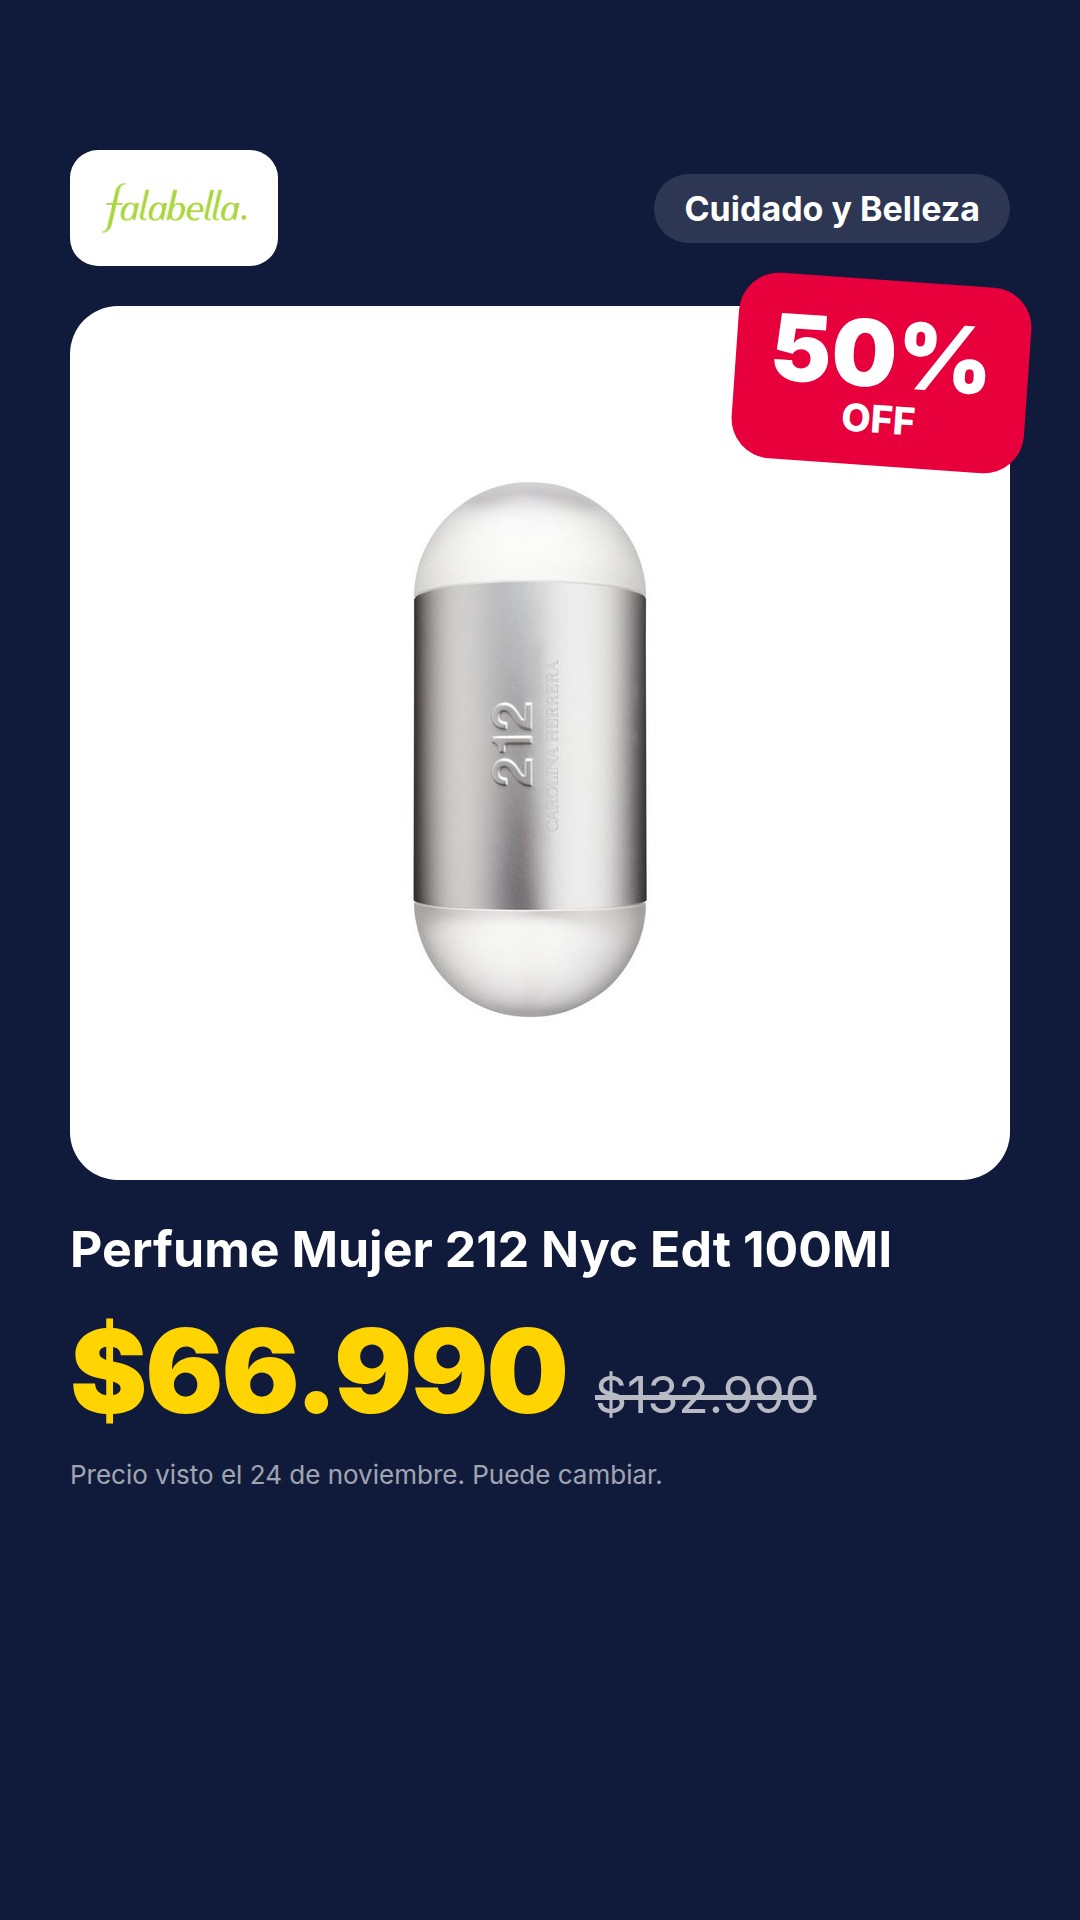 falabella.
Cuidado y Belleza
50%
OFF
212
CAROLINA HERRERA
Perfume Mujer 212 Nyc Edt 100Ml
$66.990 $132.990
Precio visto el 24 de noviembre. Puede cambiar.